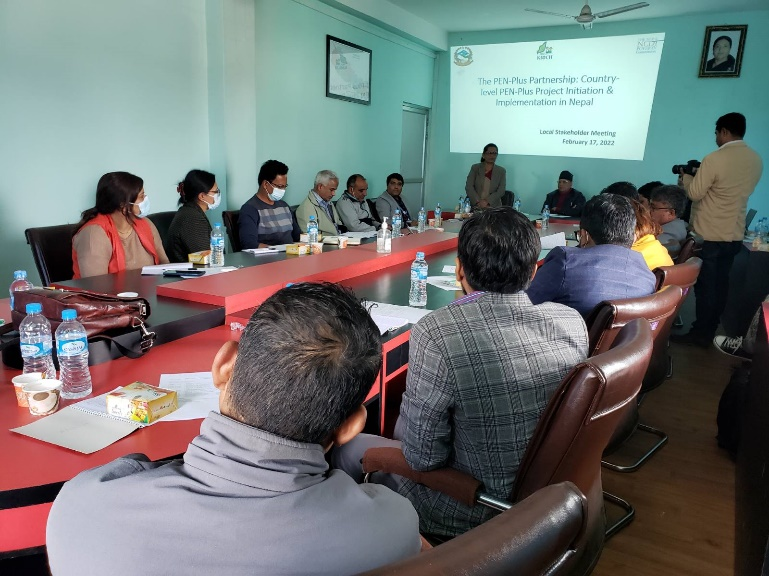 The PEN-Plus Partnership: Country-
level PEN-Plus Project Initiation &
Implementation in Nepal
Local Stakeholder Meeting
February 17, 2022